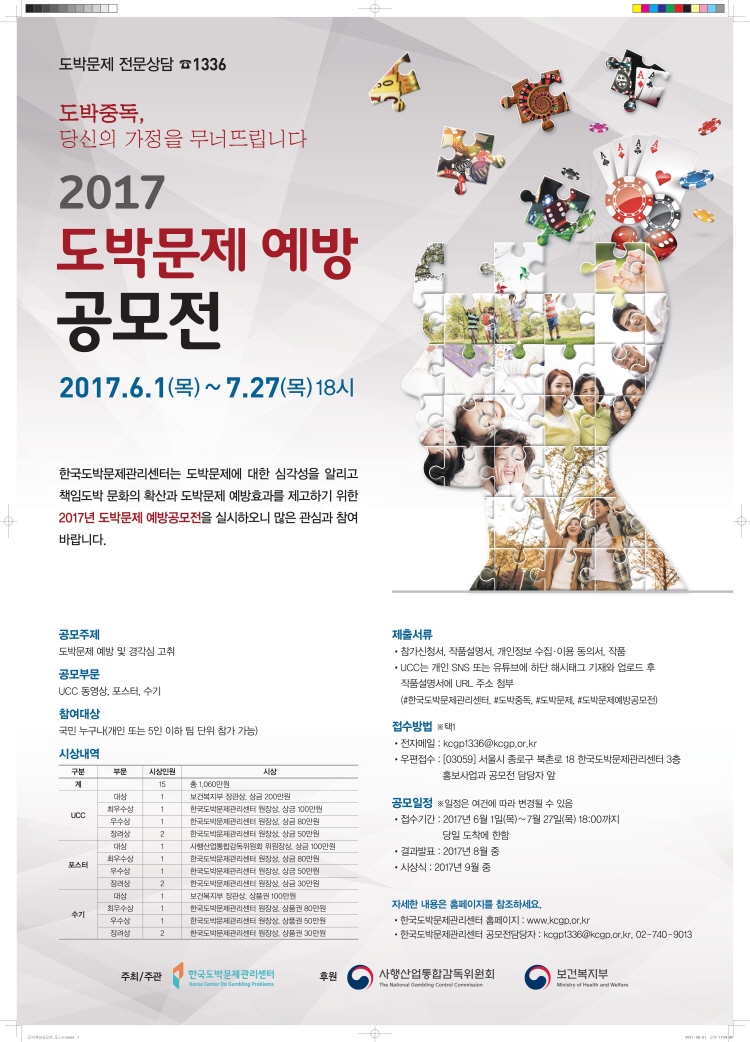 도박문제 전문상담 ☎1336
도박중독,
당신의 가정을 무너뜨립니다
2017
도박문제 예방
공모전
2017.6.1(목) ~ 7.27(목) 18시
한국도박문제관리센터는 도박문제에 대한 심각성을 알리고
책임도박 문화의 확산과 도박문제 예방효과를 제고하기 위한
2017년 도박문제 예방공모전을 실시하오니 많은 관심과 참여
바랍니다.
공모주제
도박문제 예방 및 경각심 고취
공모부문
UCC 동영상, 포스터, 수기
참여대상
국민 누구나(개인 또는 5인 이하 팀 단위 참가 가능)
시상내역
구분 부문 시상인원 시상
계 15 총 1,060만원
UCC
대상 1 보건복지부 장관상, 상금 200만원
최우수상 1 한국도박문제관리센터 원장상, 상금 100만원
우수상 1 한국도박문제관리센터 원장상, 상금 80만원
장려상 2 한국도박문제관리센터 원장상, 상금 50만원
포스터
대상 1 사행산업통합감독위원회 위원장상, 상금 100만원
최우수상 1 한국도박문제관리센터 원장상, 상금 80만원
우수상 1 한국도박문제관리센터 원장상, 상금 50만원
장려상 2 한국도박문제관리센터 원장상, 상금 30만원
수기
대상 1 보건복지부 장관상, 상품권 100만원
최우수상 1 한국도박문제관리센터 원장상, 상품권 80만원
우수상 1 한국도박문제관리센터 원장상, 상품권 50만원
장려상 2 한국도박문제관리센터 원장상, 상품권 30만원
제출서류
• 참가신청서, 작품설명서, 개인정보 수집·이용 동의서, 작품
• UCC는 개인 SNS 또는 유튜브에 하단 해시태그 기재와 업로드 후
작품설명서에 URL 주소 첨부
(#한국도박문제관리센터, #도박중독, #도박문제, #도박문제예방공모전)
접수방법 ※택1
• 전자메일 : kcgp1336@kcgp.or.kr
• 우편접수 : [03059] 서울시 종로구 북촌로 18 한국도박문제관리센터 3층
홍보사업과 공모전 담당자 앞
공모일정 ※일정은 여건에 따라 변경될 수 있음
• 접수기간 : 2017년 6월 1일(목)~7월 27일(목) 18:00까지
당일 도착에 한함
• 결과발표 : 2017년 8월 중
• 시상식 : 2017년 9월 중
자세한 내용은 홈페이지를 참조하세요.
• 한국도박문제관리센터 홈페이지 : www.kcgp.or.kr
• 한국도박문제관리센터 공모전담당자 : kcgp1336@kcgp.or.kr, 02-740-9013
주최/주관 한국도박문제관리센터
Korea Center On Gambling Problems
후원 사행산업통합감독위원회
The National Gambling Control Commission
보건복지부
Ministry of Health and Welfare